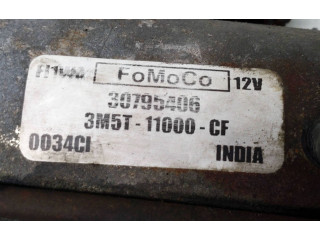 FoMoCo 12V
30795406
3M5T-11000-CF
0034CI
INDIA